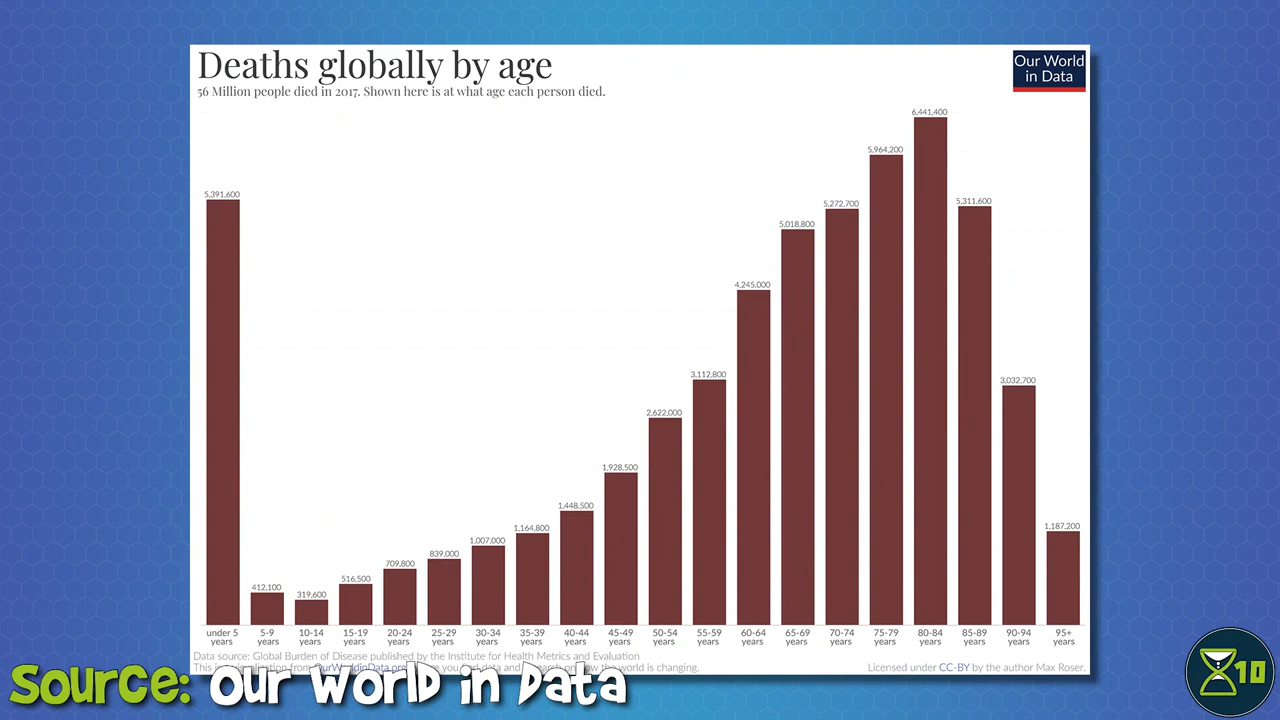 Deaths globally by age
56 Million people died in 2017. Shown here is at what age each person died.
Our World
in Data
5,391,600
412,100
319,600
516,500
709,800
839,000
1,007,000
1,164,800
1,448,500
1,928,500
2,622,000
3,112,800
4,245,000
5,018,800
5,272,700
5,964,200
6,441,400
5,311,600
3,032,700
1,187,200
under 5 years
5-9 years
10-14 years
15-19 years
20-24 years
25-29 years
30-34 years
35-39 years
40-44 years
45-49 years
50-54 years
55-59 years
60-64 years
65-69 years
70-74 years
75-79 years
80-84 years
85-89 years
90-94 years
95+ years
Data source: Global Burden of Disease published by the Institute for Health Metrics and Evaluation
This is world is changing.
Licensed under CC-BY by the author Max Roser.
Source: Our World in Data
10